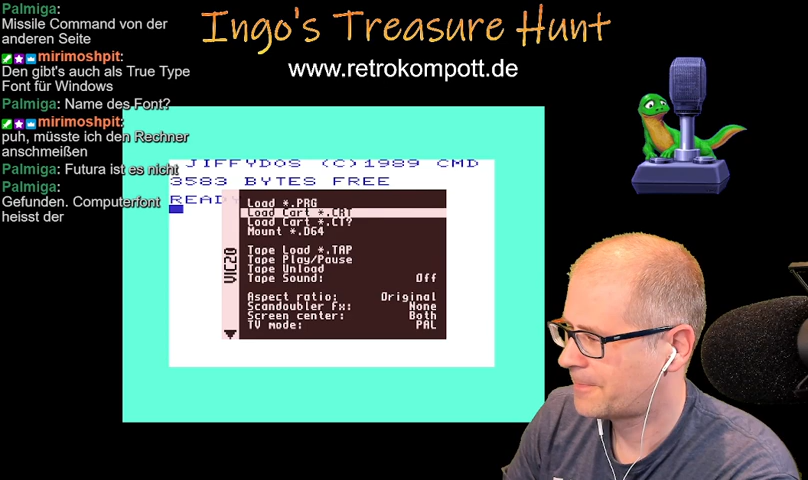 Palmiga:
Missile Command von der
anderen Seite
mirimoshpit:
Den gibt's auch als True Type
Font für Windows
Palmiga: Name des Font?
mirimoshpit:
puh, müsste ich den Rechner
anschmeißen
Palmiga: Futura ist es nicht
Palmiga:
Gefunden. Computerfont
heisst der
Ingo's Treasure Hunt
www.retrokompott.de
JIFFYDOS (C)1989 CMD
3583 BYTES FREE
READ
VIC20
Load *.PRG
Load Cart *.CRT
Load Cart *.CT?
Mount *.D64
Tape Load *.TAP
Tape Play/Pause
Tape Unload
Tape Sound: Off
Aspect ratio: Original
Scandoubler Fx: None
Screen center: Both
TV mode: PAL